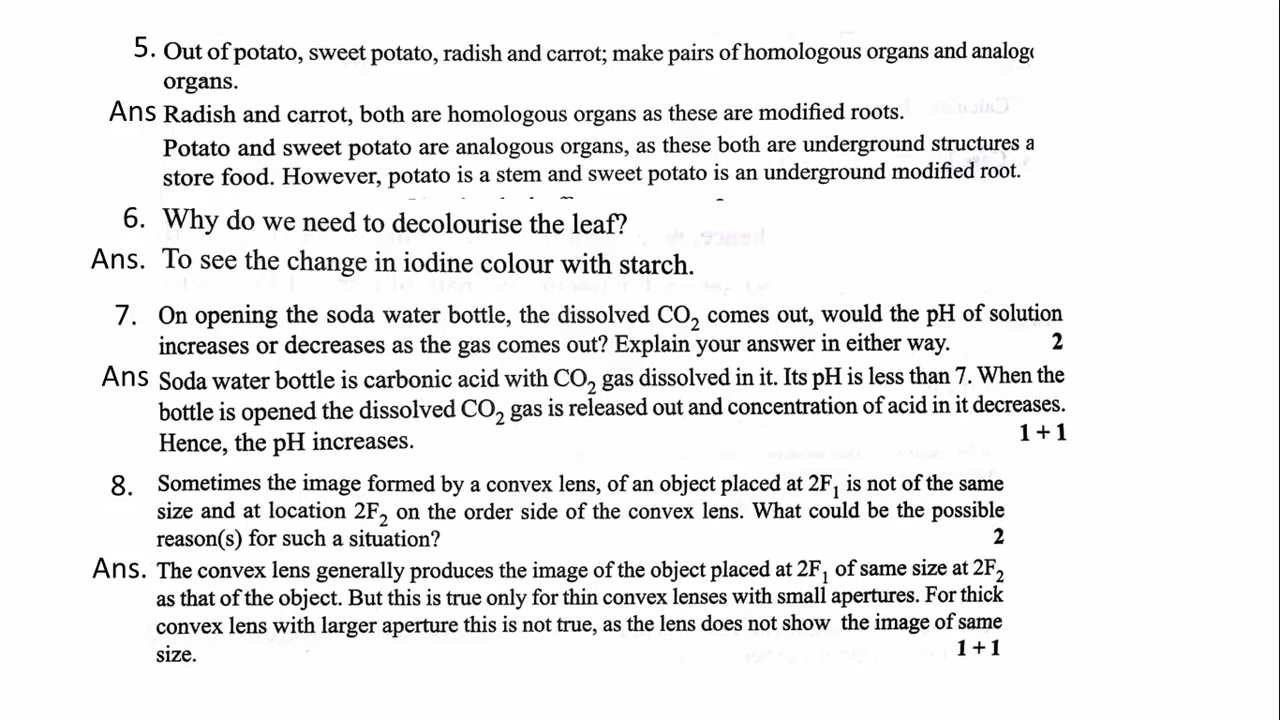 5. Out of potato, sweet potato, radish and carrot; make pairs of homologous organs and
organs.
Ans Radish and carrot, both are homologous organs as these are modified roots.
Potato and sweet potato are analogous organs, as these both are underground structures a
store food. However, potato is a stem and sweet potato is an underground modified root.
6. Why do we need to decolourise the leaf?
Ans. To see the change in iodine colour with starch.
7. On opening the soda water bottle, the dissolved CO₂ comes out, would the pH of solution
increases or decreases as the gas comes out? Explain your answer in either way. 2
Ans Soda water bottle is carbonic acid with CO₂ gas dissolved in it. Its pH is less than 7. When the
bottle is opened the dissolved CO₂ gas is released out and concentration of acid in it decreases.
Hence, the pH increases. 1 + 1
8. Sometimes the image formed by a convex lens, of an object placed at 2F₁ is not of the same
size and at location 2F₂ on the order side of the convex lens. What could be the possible
reason(s) for such a situation? 2
Ans. The convex lens generally produces the image of the object placed at 2F₁ of same size at 2F₂
as that of the object. But this is true only for thin convex lenses with small apertures. For thick
convex lens with larger aperture this is not true, as the lens does not show the image of same
size. 1 + 1